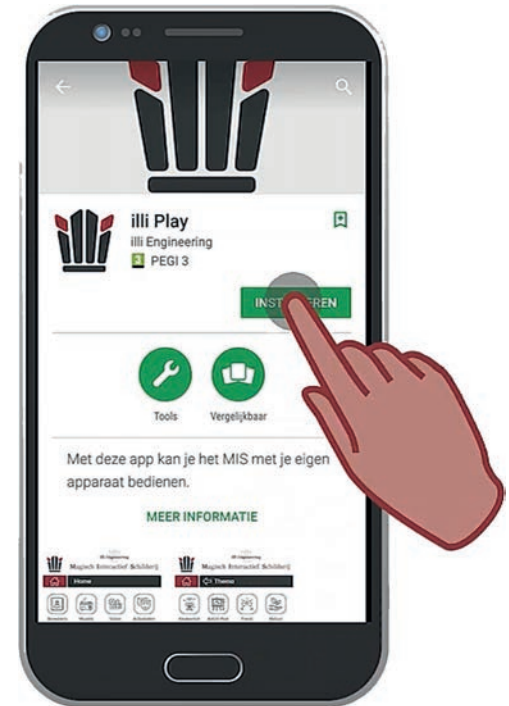 illi Play
illi Engineering
3 PEGI 3
Tools
Vergelijkbaar
Met deze app kan je het MIS met je eigen
apparaat bedienen.
MEER INFORMATIE
Magisch Interactief Schilderij
Home
Magisch Interactief Schilderij
Thema